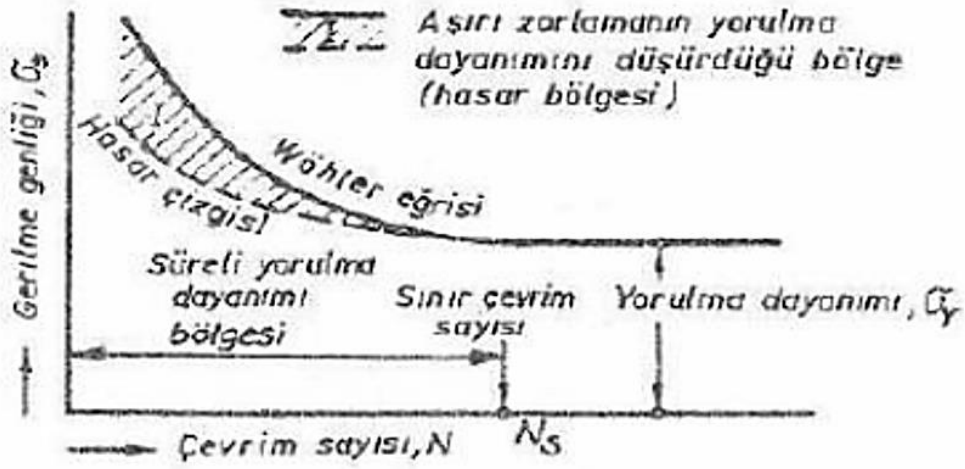 Aşırı zorlamanın yorulma
dayanımını düşürdüğü bölge
(hasar bölgesi)
Gerilme genliği, σg
Hasar çizgisi
Wöhler eğrisi
Süreli yorulma
dayanımı
bölgesi
Sınır çevrim
sayısı
Yorulma dayanımı, σY
Çevrim sayısı, N
NS